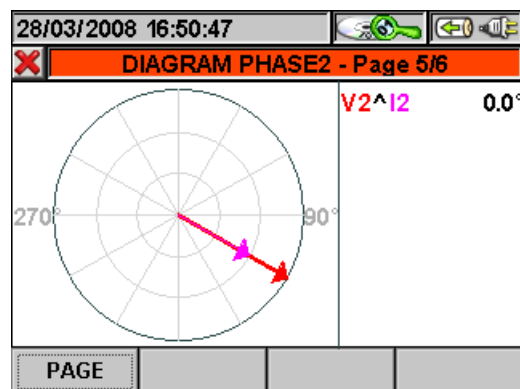 28/03/2008 16:50:47
DIAGRAM PHASE2 - Page 5/6
V2^I2 0.0°
270° 90°
PAGE